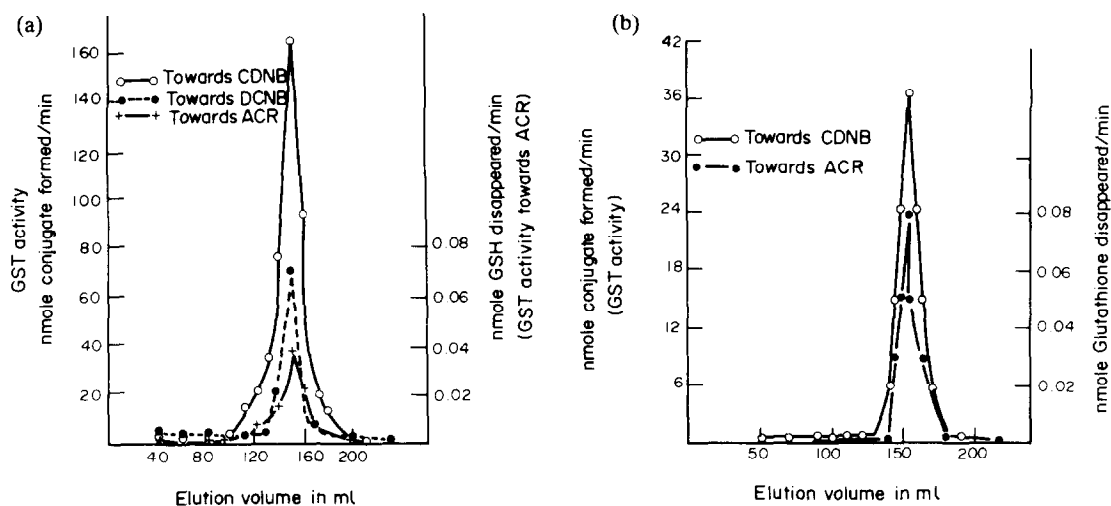 (a)
160
140
120
100
80
60
40
20
GST activity
nmole conjugate formed/min
Towards CDNB
Towards DCNB
Towards ACR
0.08
0.06
0.04
0.02
nmole GSH disappeared/min
(GST activity towards ACR)
40
80
100
160
200
Elution volume in ml
(b)
42
36
30
24
18
12
6
nmole conjugate formed/min
(GST activity)
Towards CDNB
Towards ACR
0.08
0.06
0.04
0.02
nmole Glutathione disappeared/min
50
100
150
200
Elution volume in ml